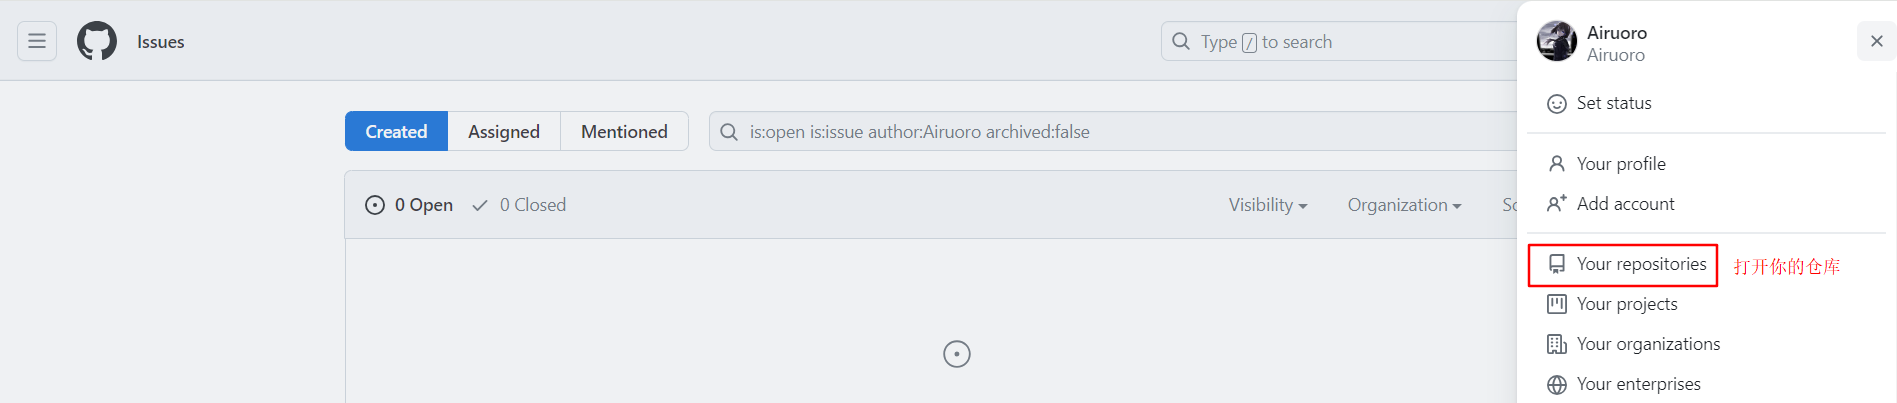 Issues
Type / to search
Airuoro
Airuoro
Set status
Created
Assigned
Mentioned
is:open is:issue author:Airuoro archived:false
Your profile
Add account
0 Open
0 Closed
Visibility
Organization
Your repositories
打开你的仓库
Your projects
Your organizations
Your enterprises